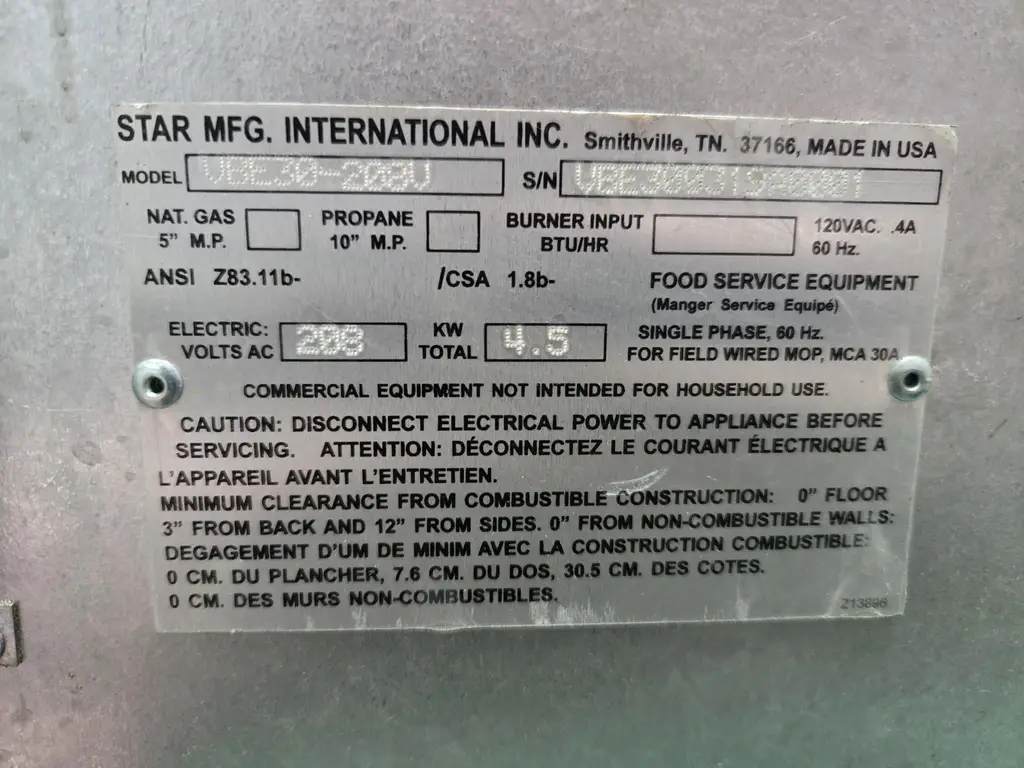 STAR MFG. INTERNATIONAL INC. Smithville, TN. 37166, MADE IN USA
MODEL VBE30-208V S/N VBE300319A0001
NAT. GAS 5" M.P. PROPANE 10" M.P. BURNER INPUT BTU/HR 120VAC. .4A 60 Hz.
ANSI Z83.11b- /CSA 1.8b- FOOD SERVICE EQUIPMENT
(Manger Service Equipé)
ELECTRIC: VOLTS AC 208 KW TOTAL 4.5 SINGLE PHASE, 60 Hz.
FOR FIELD WIRED MOP, MCA 30A
COMMERCIAL EQUIPMENT NOT INTENDED FOR HOUSEHOLD USE.
CAUTION: DISCONNECT ELECTRICAL POWER TO APPLIANCE BEFORE
SERVICING. ATTENTION: DÉCONNECTEZ LE COURANT ÉLECTRIQUE A
L'APPAREIL AVANT L'ENTRETIEN.
MINIMUM CLEARANCE FROM COMBUSTIBLE CONSTRUCTION: 0" FLOOR
3" FROM BACK AND 12" FROM SIDES. 0" FROM NON-COMBUSTIBLE WALLS:
DEGAGEMENT D'UM DE MINIM AVEC LA CONSTRUCTION COMBUSTIBLE:
0 CM. DU PLANCHER, 7.6 CM. DU DOS, 30.5 CM. DES COTES.
0 CM. DES MURS NON-COMBUSTIBLES.
Z13896